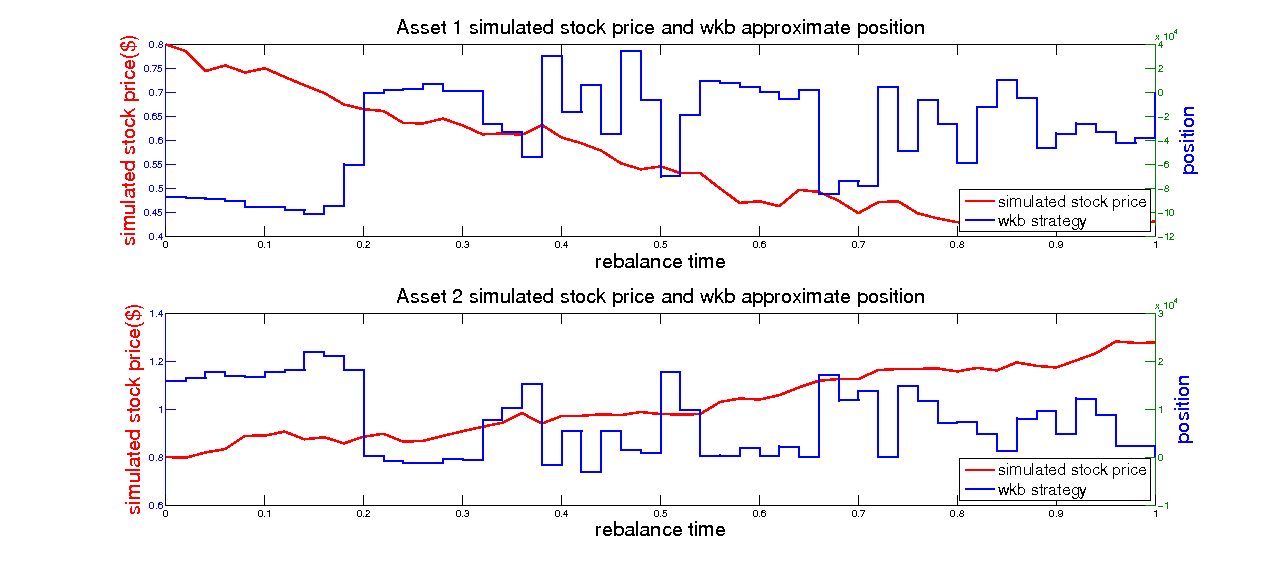 Asset 1 simulated stock price and wkb approximate position
x 10^4
simulated stock price($)
0.8
0.75
0.7
0.65
0.6
0.55
0.5
0.45
0.4
4
2
0
−2
−4
−6
−8
−10
−12
position
simulated stock price
wkb strategy
0 0.1 0.2 0.3 0.4 0.5 0.6 0.7 0.8 0.9 1
rebalance time
Asset 2 simulated stock price and wkb approximate position
x 10^4
simulated stock price($)
1.4
1.2
1
0.8
0.6
3
2
1
0
−1
position
simulated stock price
wkb strategy
0 0.1 0.2 0.3 0.4 0.5 0.6 0.7 0.8 0.9 1
rebalance time